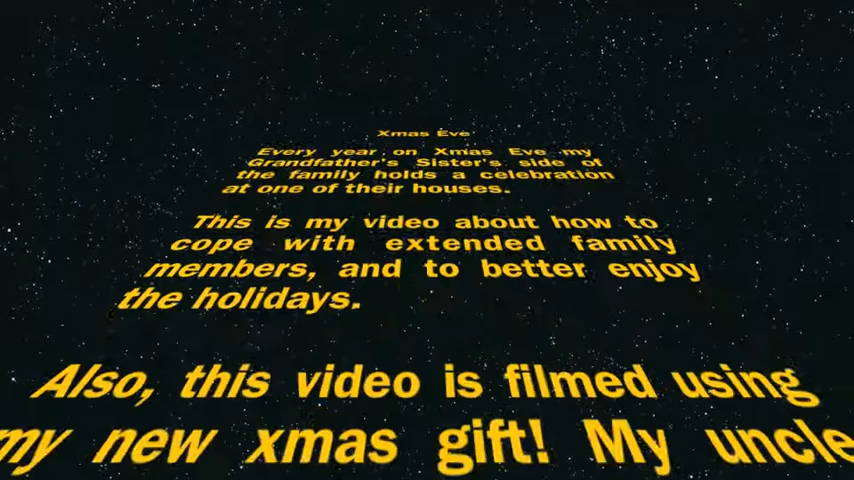 Xmas Eve
Every year on Xmas Eve my
Grandfather's Sister's side of
the family holds a celebration
at one of their houses.
This is my video about how to
cope with extended family
members, and to better enjoy
the holidays.
Also, this video is filmed using
my new xmas gift! My uncle